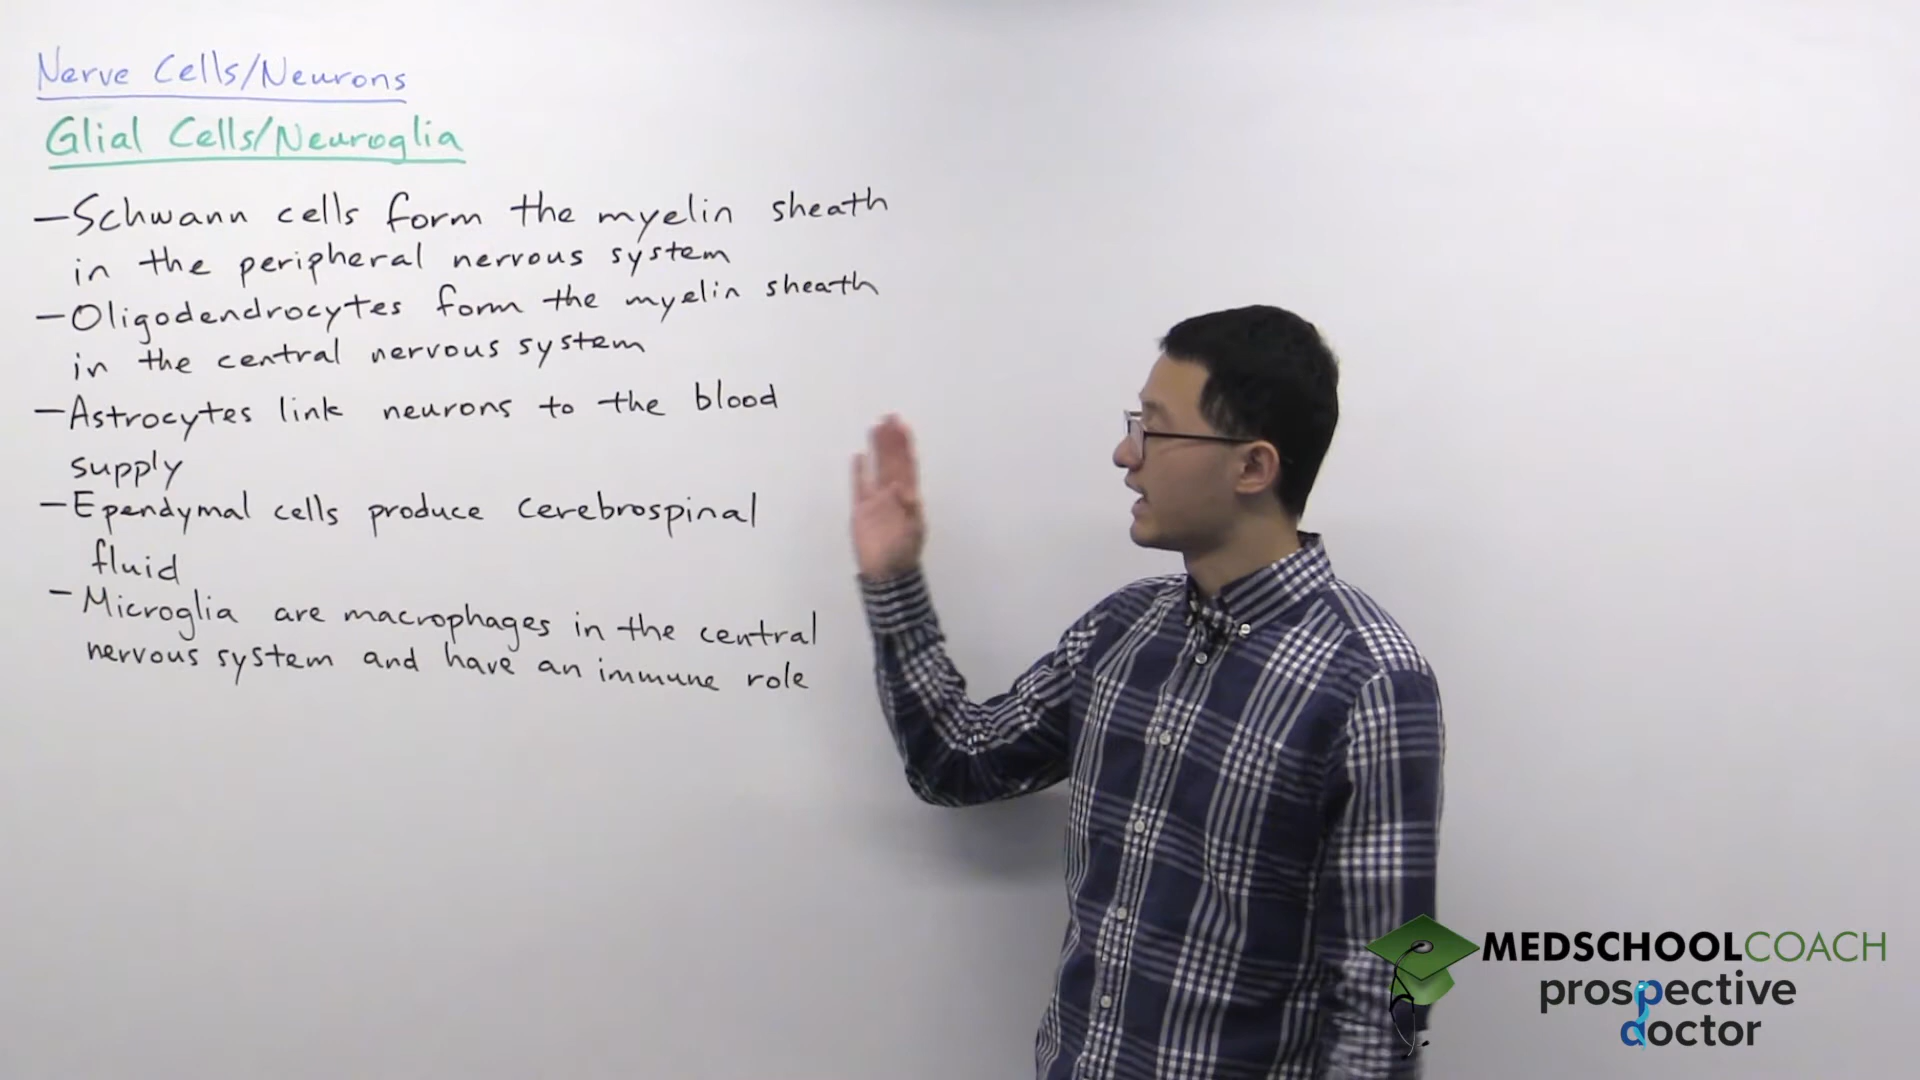 Nerve Cells/Neurons
Glial Cells/Neuroglia
-Schwann cells form the myelin sheath
in the peripheral nervous system
-Oligodendrocytes form the myelin sheath
in the central nervous system
-Astrocytes link neurons to the blood
supply
-Ependymal cells produce cerebrospinal
fluid
-Microglia are macrophages in the central
nervous system and have an immune role
MEDSCHOOLCOACH
prospective
doctor